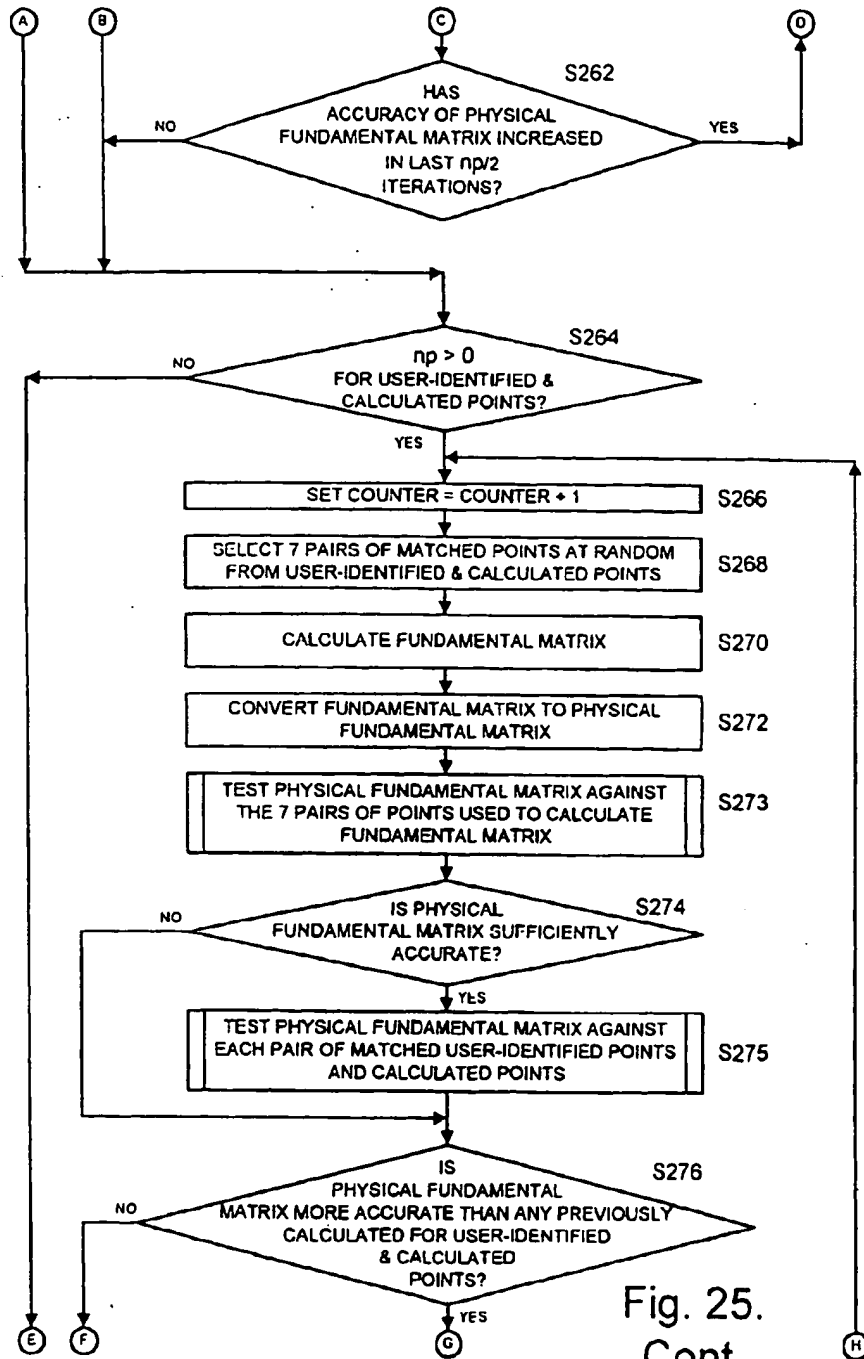 A
B
C
D
S262
HAS
ACCURACY OF PHYSICAL
FUNDAMENTAL MATRIX INCREASED
IN LAST np/2
ITERATIONS?
NO
YES
S264
np > 0
FOR USER-IDENTIFIED &
CALCULATED POINTS?
NO
YES
SET COUNTER = COUNTER + 1
S266
SELECT 7 PAIRS OF MATCHED POINTS AT RANDOM
FROM USER-IDENTIFIED & CALCULATED POINTS
S268
CALCULATE FUNDAMENTAL MATRIX
S270
CONVERT FUNDAMENTAL MATRIX TO PHYSICAL
FUNDAMENTAL MATRIX
S272
TEST PHYSICAL FUNDAMENTAL MATRIX AGAINST
THE 7 PAIRS OF POINTS USED TO CALCULATE
FUNDAMENTAL MATRIX
S273
NO
S274
IS PHYSICAL
FUNDAMENTAL MATRIX SUFFICIENTLY
ACCURATE?
YES
TEST PHYSICAL FUNDAMENTAL MATRIX AGAINST
EACH PAIR OF MATCHED USER-IDENTIFIED POINTS
AND CALCULATED POINTS
S275
S276
IS
PHYSICAL FUNDAMENTAL
MATRIX MORE ACCURATE THAN ANY PREVIOUSLY
CALCULATED FOR USER-IDENTIFIED
& CALCULATED
POINTS?
NO
YES
Fig. 25.
Cont
E
F
G
H